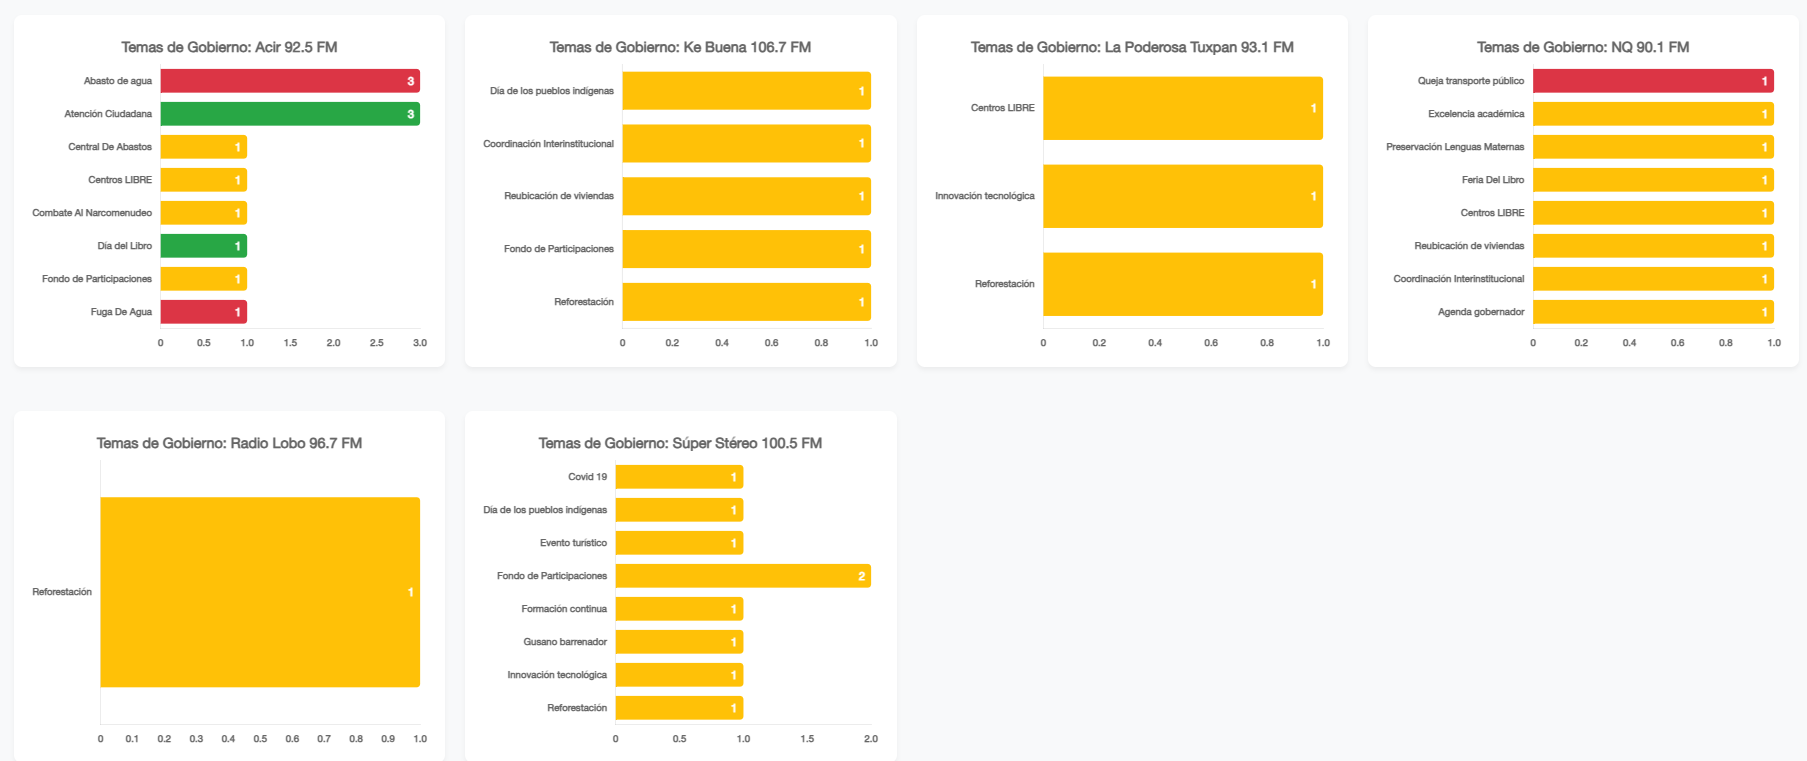 Temas de Gobierno: Acir 92.5 FM
Abasto de agua 3
Atención Ciudadana 3
Central De Abastos 1
Centros LIBRE 1
Combate Al Narcomenudeo 1
Día del Libro 1
Fondo de Participaciones 1
Fuga De Agua 1
0 0.5 1.0 1.5 2.0 2.5 3.0
Temas de Gobierno: Ke Buena 106.7 FM
Día de los pueblos indígenas 1
Coordinación Interinstitucional 1
Reubicación de viviendas 1
Fondo de Participaciones 1
Reforestación 1
0 0.2 0.4 0.6 0.8 1.0
Temas de Gobierno: La Poderosa Tuxpan 93.1 FM
Centros LIBRE 1
Innovación tecnológica 1
Reforestación 1
0 0.2 0.4 0.6 0.8 1.0
Temas de Gobierno: NQ 90.1 FM
Queja transporte público 1
Excelencia académica 1
Preservación Lenguas Maternas 1
Feria Del Libro 1
Centros LIBRE 1
Reubicación de viviendas 1
Coordinación Interinstitucional 1
Agenda gobernador 1
0 0.2 0.4 0.6 0.8 1.0
Temas de Gobierno: Radio Lobo 96.7 FM
Reforestación 1
0 0.1 0.2 0.3 0.4 0.5 0.6 0.7 0.8 0.9 1.0
Temas de Gobierno: Súper Stéreo 100.5 FM
Covid 19 1
Día de los pueblos indígenas 1
Evento turístico 1
Fondo de Participaciones 2
Formación continua 1
Gusano barrenador 1
Innovación tecnológica 1
Reforestación 1
0 0.5 1.0 1.5 2.0